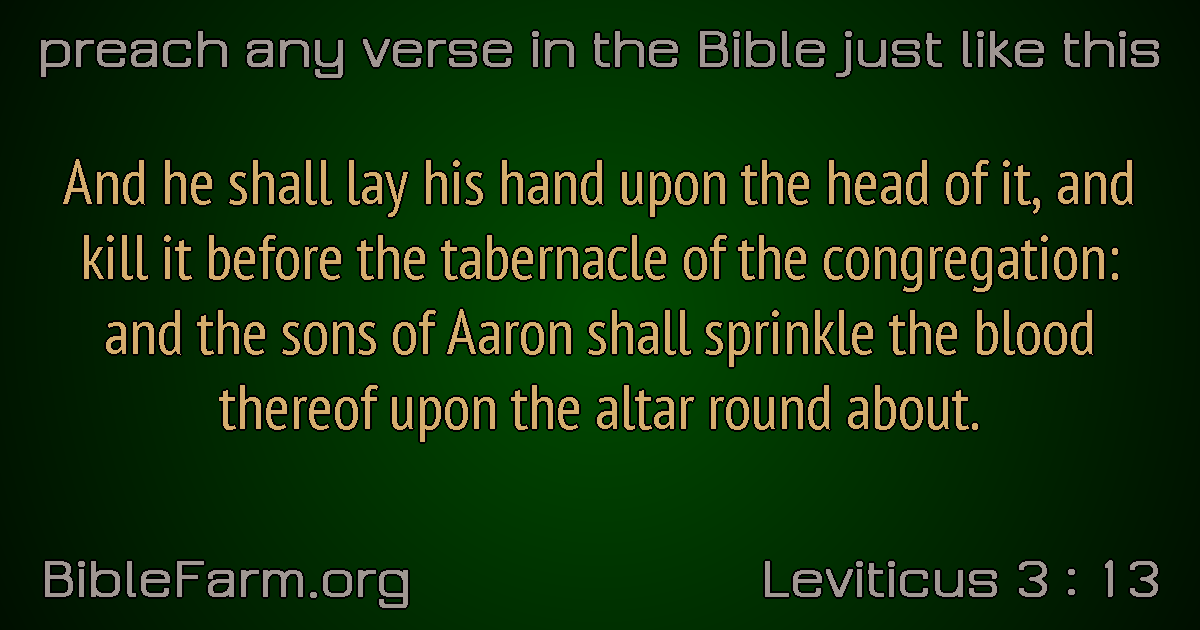 preach any verse in the Bible just like this
And he shall lay his hand upon the head of it, and
kill it before the tabernacle of the congregation:
and the sons of Aaron shall sprinkle the blood
thereof upon the altar round about.
BibleFarm.org
Leviticus 3 : 13